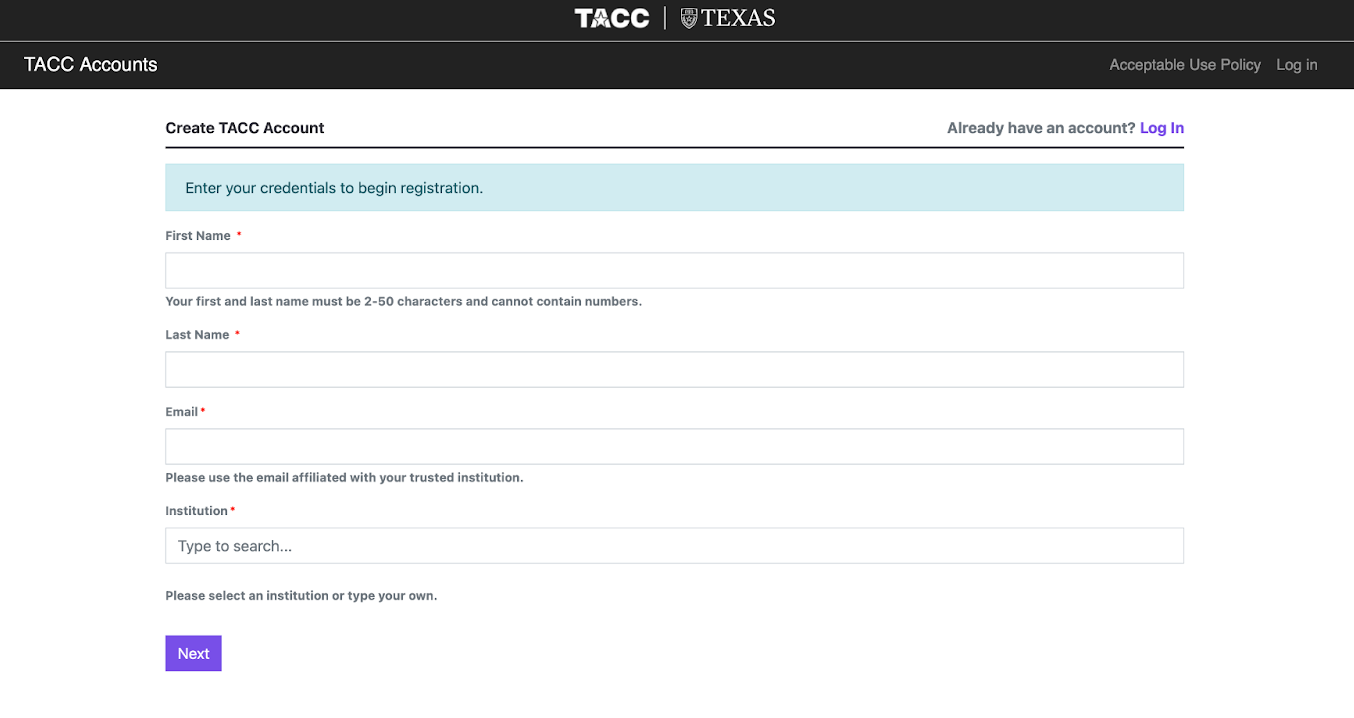 TACC | TEXAS
TACC Accounts Acceptable Use Policy Log in
Create TACC Account Already have an account? Log In
Enter your credentials to begin registration.
First Name *
Your first and last name must be 2-50 characters and cannot contain numbers.
Last Name *
Email*
Please use the email affiliated with your trusted institution.
Institution*
Type to search...
Please select an institution or type your own.
Next